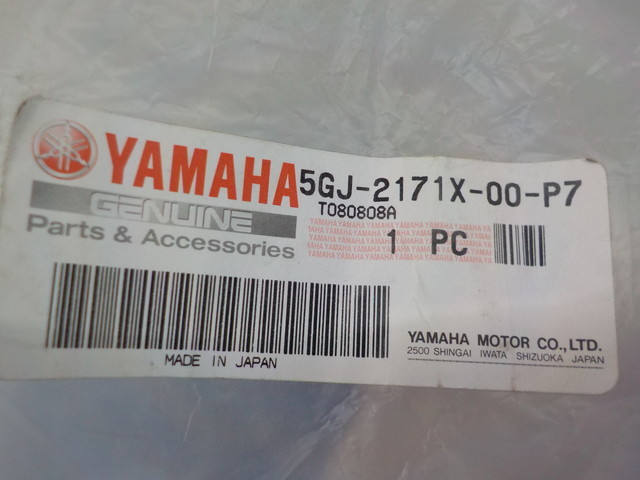 YAMAHA 5GJ-2171X-00-P7
GENUINE T080808A
Parts & Accessories 1 PC
YAMAHA MOTOR CO., LTD.
2500 SHINGAI IWATA SHIZUOKA JAPAN
MADE IN JAPAN